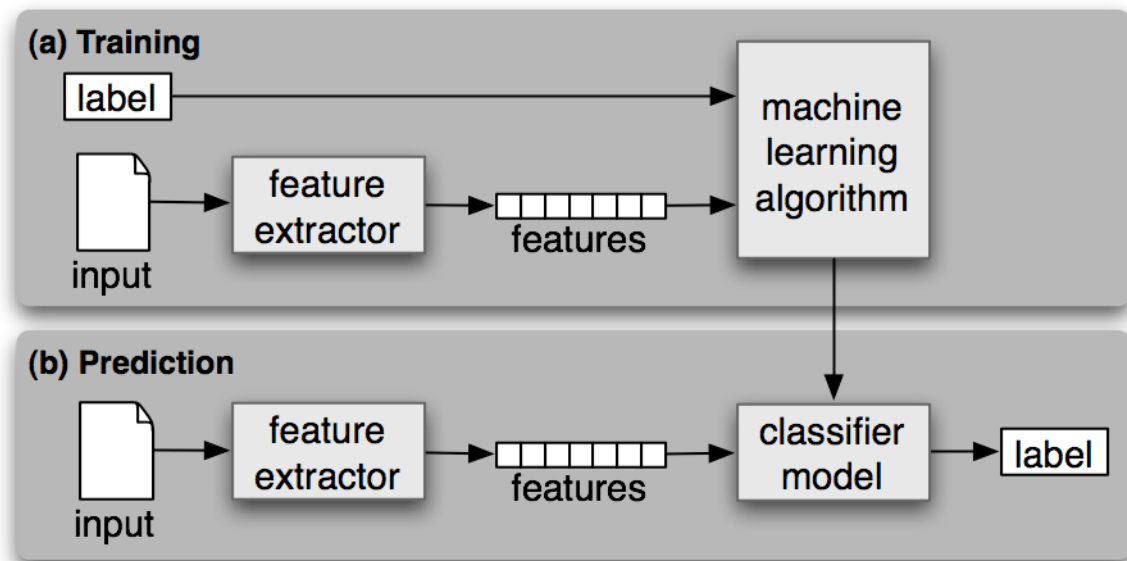 (a) Training
label
machine
learning
algorithm
feature
extractor
features
input
(b) Prediction
feature
extractor
features
classifier
model
label
input